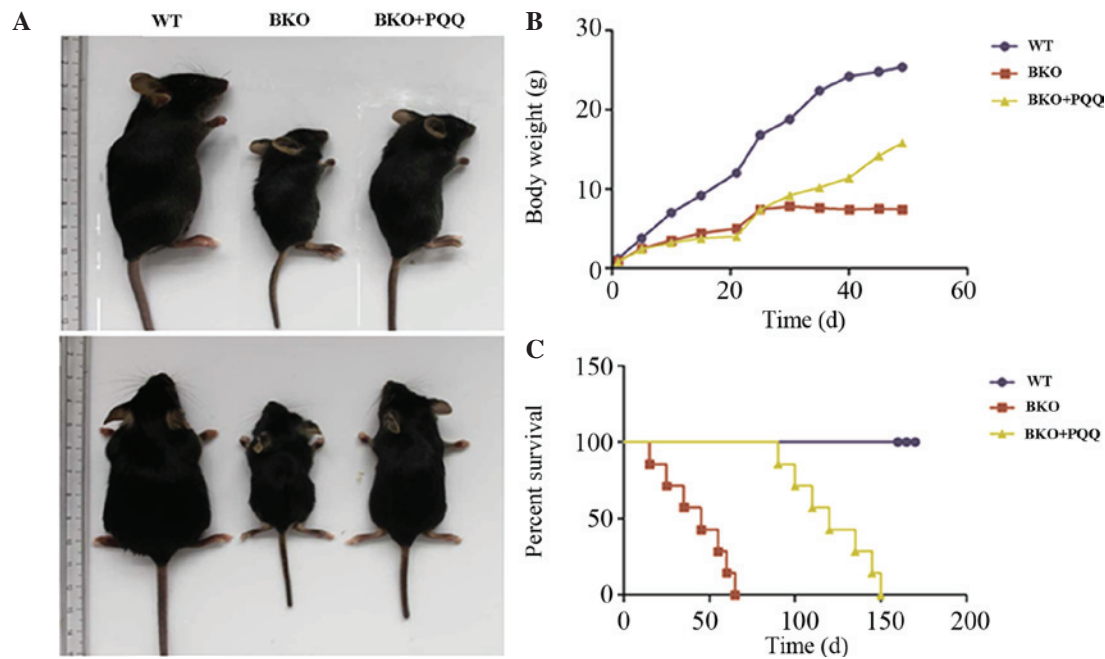 A
WT
BKO
BKO+PQQ
B
30
20
10
0
Body weight (g)
0
20
40
60
Time (d)
WT
BKO
BKO+PQQ
C
150
100
50
0
Percent survival
0
50
100
150
200
Time (d)
WT
BKO
BKO+PQQ